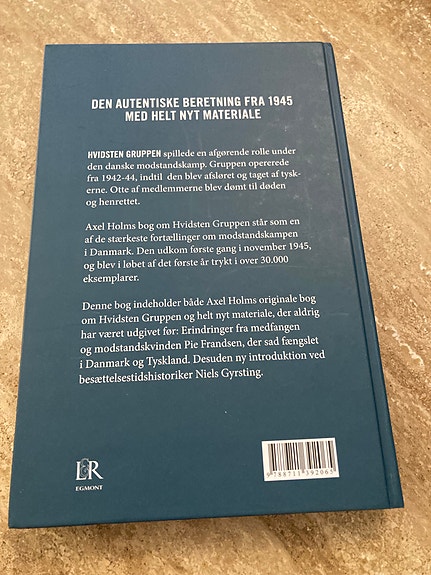 DEN AUTENTISKE BERETNING FRA 1945
MED HELT NYT MATERIALE
HVIDSTEN GRUPPEN spillede en afgørende rolle under
den danske modstandskamp. Gruppen opererede
fra 1942-44, indtil den blev afsløret og taget af tysk-
erne. Otte af medlemmerne blev dømt til døden
og henrettet.
Axel Holms bog om Hvidsten Gruppen står som en
af de stærkeste fortællinger om modstandskampen
i Danmark. Den udkom første gang i november 1945,
og blev i løbet af det første år trykt i over 30.000
eksemplarer.
Denne bog indeholder både Axel Holms originale bog
om Hvidsten Gruppen og helt nyt materiale, der aldrig
har været udgivet før: Erindringer fra medfangen
og modstandskvinden Pie Frandsen, der sad fængslet
i Danmark og Tyskland. Desuden ny introduktion ved
besættelsestidshistoriker Niels Gyrsting.
L&R
EGMONT
9 788711 392065